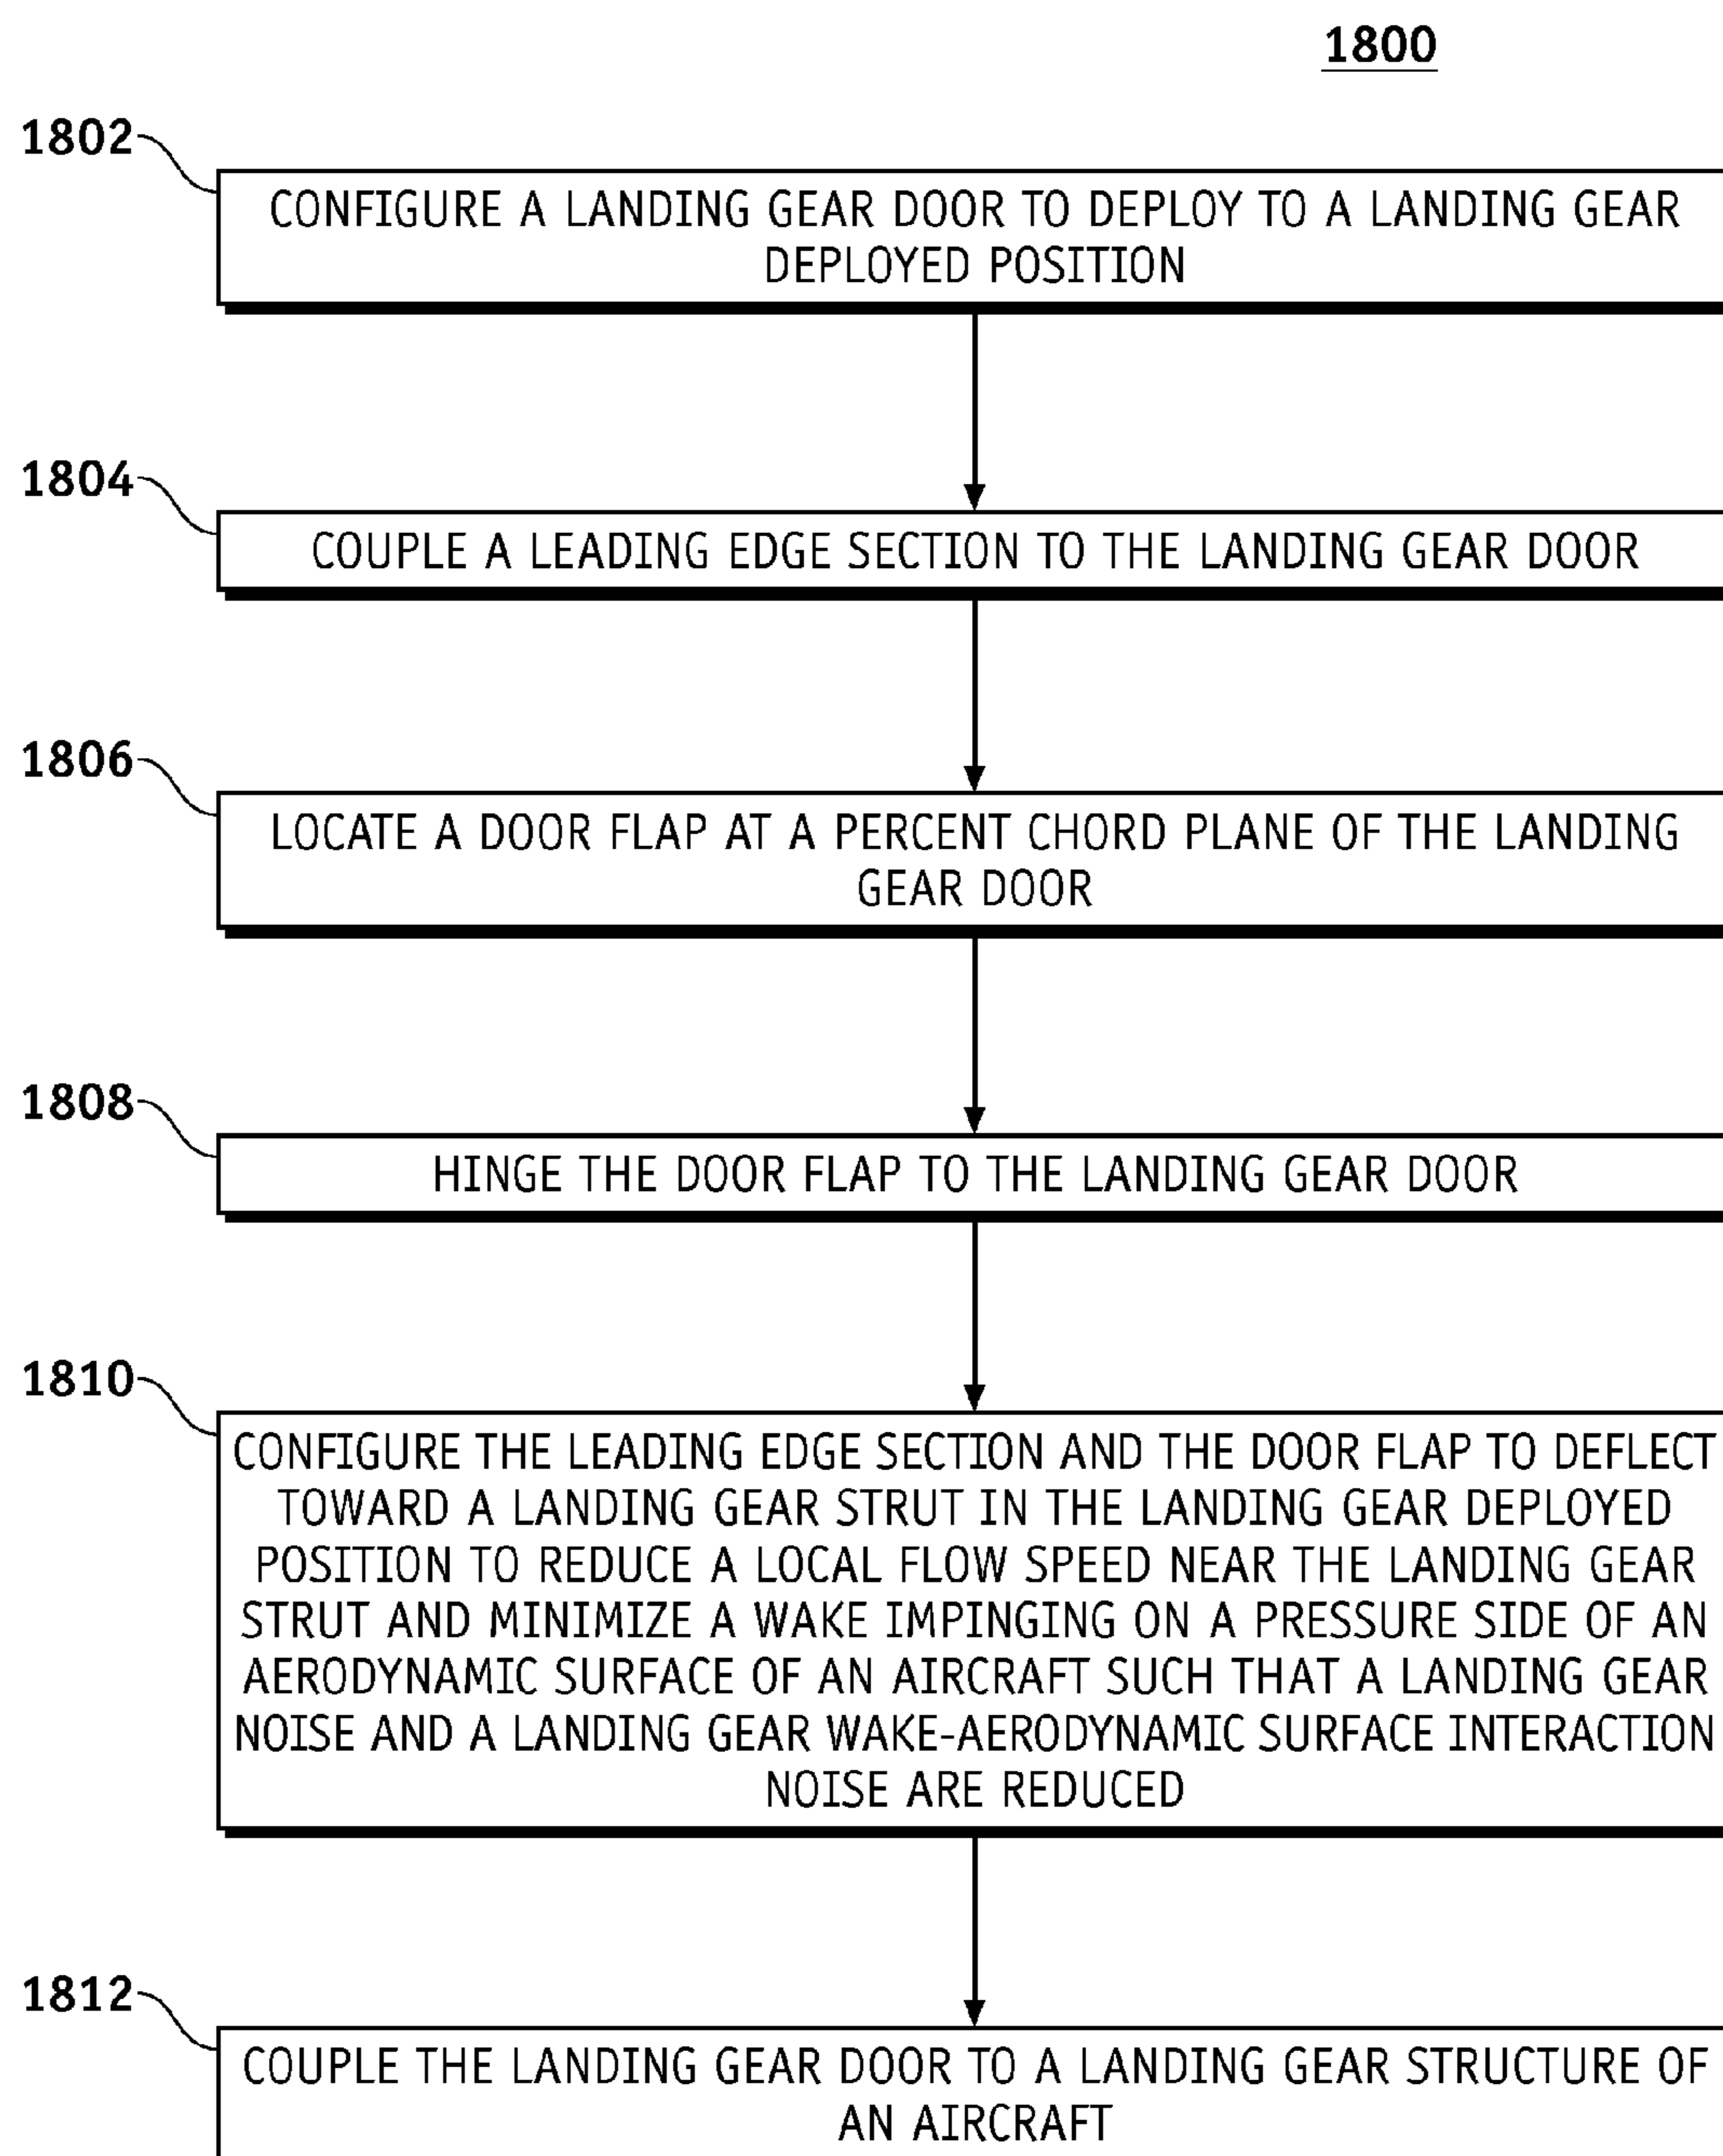 1800
1802
CONFIGURE A LANDING GEAR DOOR TO DEPLOY TO A LANDING GEAR
DEPLOYED POSITION
1804
COUPLE A LEADING EDGE SECTION TO THE LANDING GEAR DOOR
1806
LOCATE A DOOR FLAP AT A PERCENT CHORD PLANE OF THE LANDING
GEAR DOOR
1808
HINGE THE DOOR FLAP TO THE LANDING GEAR DOOR
1810
CONFIGURE THE LEADING EDGE SECTION AND THE DOOR FLAP TO DEFLECT
TOWARD A LANDING GEAR STRUT IN THE LANDING GEAR DEPLOYED
POSITION TO REDUCE A LOCAL FLOW SPEED NEAR THE LANDING GEAR
STRUT AND MINIMIZE A WAKE IMPINGING ON A PRESSURE SIDE OF AN
AERODYNAMIC SURFACE OF AN AIRCRAFT SUCH THAT A LANDING GEAR
NOISE AND A LANDING GEAR WAKE-AERODYNAMIC SURFACE INTERACTION
NOISE ARE REDUCED
1812
COUPLE THE LANDING GEAR DOOR TO A LANDING GEAR STRUCTURE OF
AN AIRCRAFT